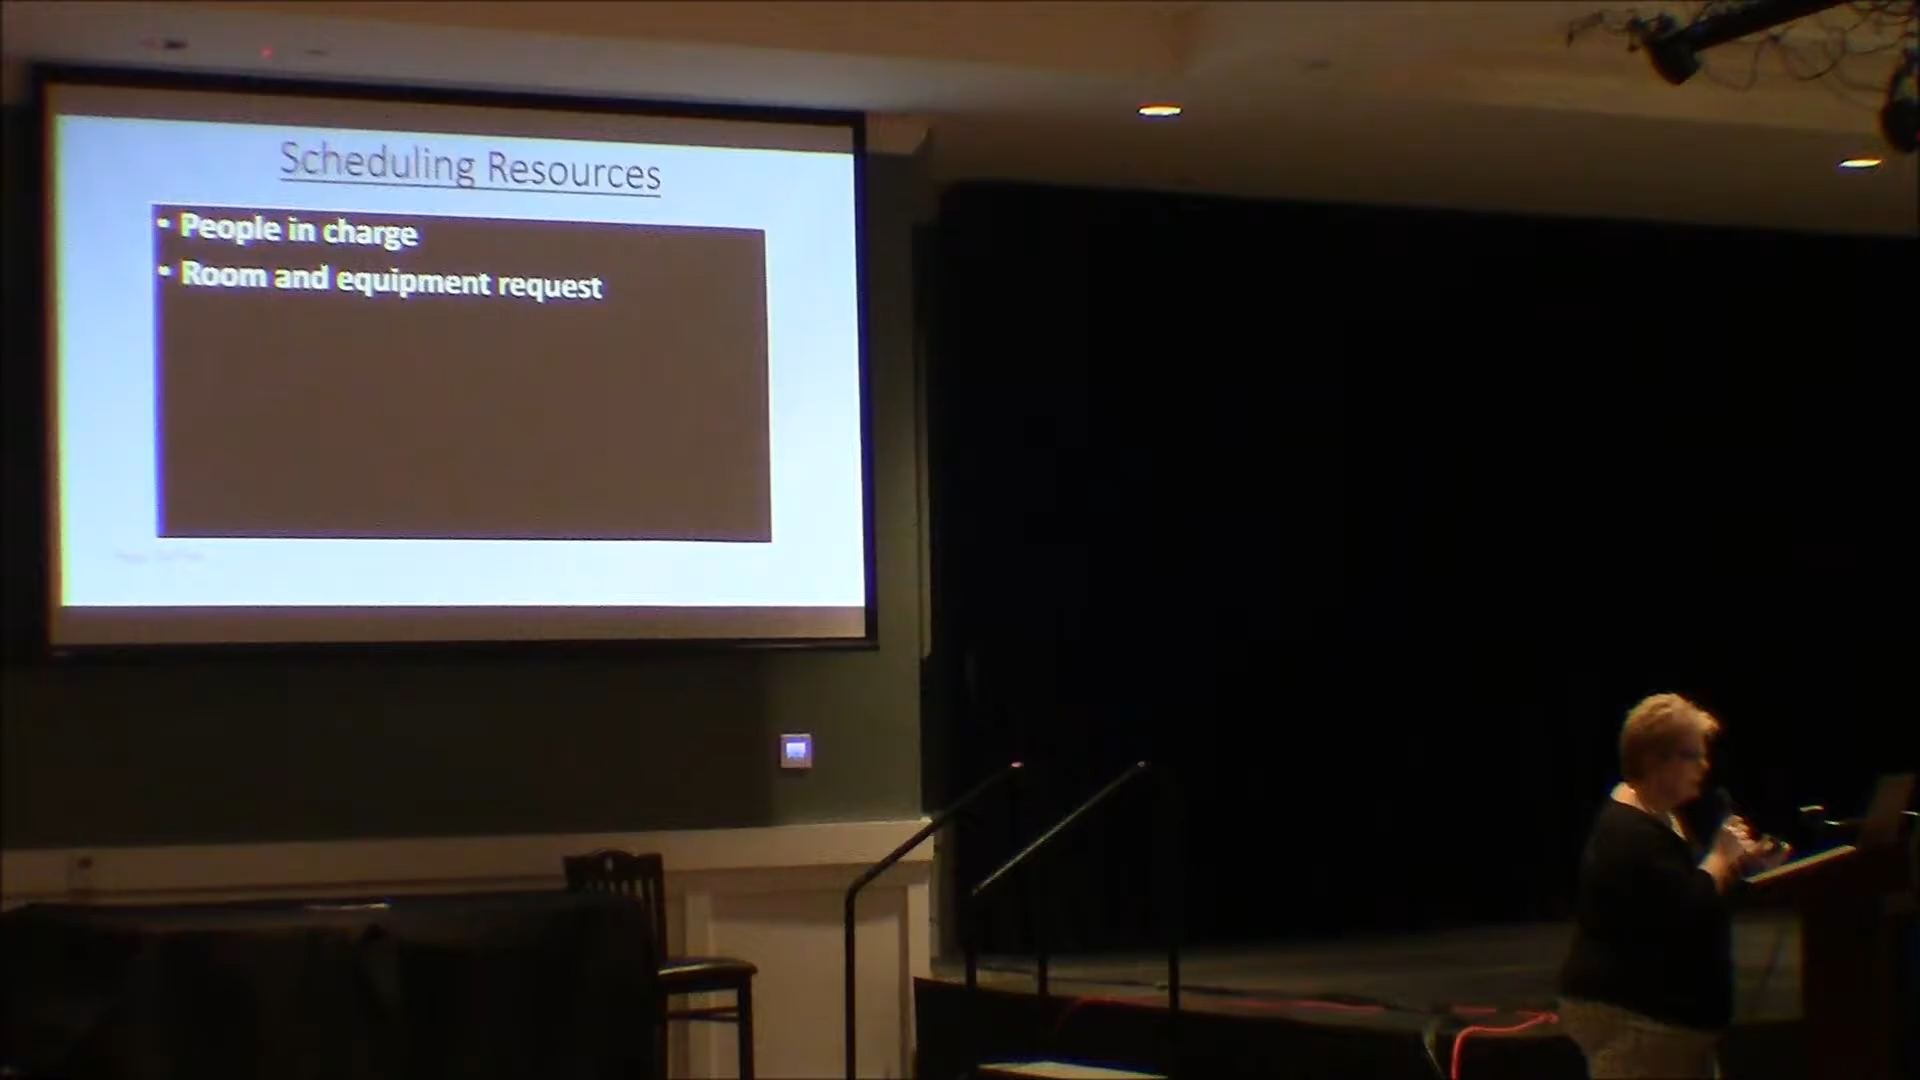 Scheduling Resources
• People in charge
• Room and equipment request